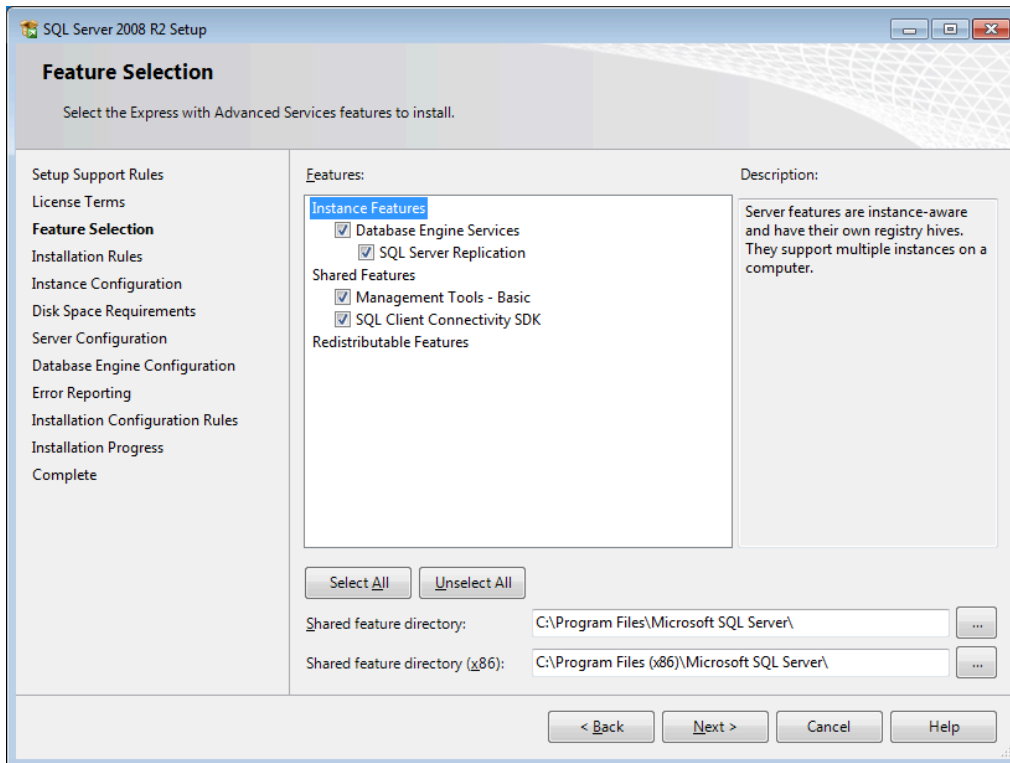 SQL Server 2008 R2 Setup
Feature Selection
Select the Express with Advanced Services features to install.
Setup Support Rules
License Terms
Feature Selection
Installation Rules
Instance Configuration
Disk Space Requirements
Server Configuration
Database Engine Configuration
Error Reporting
Installation Configuration Rules
Installation Progress
Complete
Features:
Instance Features
Database Engine Services
SQL Server Replication
Shared Features
Management Tools - Basic
SQL Client Connectivity SDK
Redistributable Features
Description:
Server features are instance-aware
and have their own registry hives.
They support multiple instances on a
computer.
Select All
Unselect All
Shared feature directory:
C:\Program Files\Microsoft SQL Server\
...
Shared feature directory (x86):
C:\Program Files (x86)\Microsoft SQL Server\
...
< Back
Next >
Cancel
Help